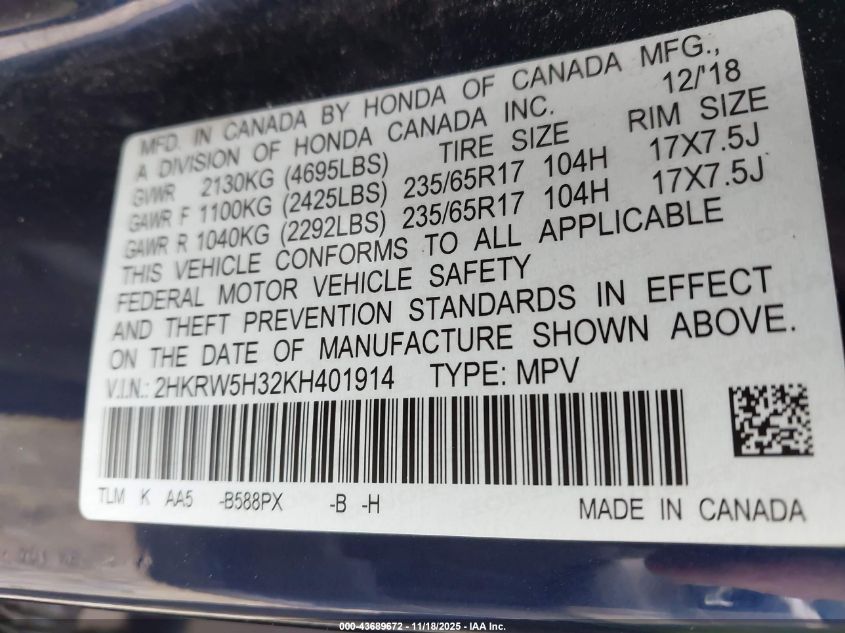 MFD. IN CANADA BY HONDA OF CANADA MFG.,
A DIVISION OF HONDA CANADA INC. 12/'18
TIRE SIZE RIM SIZE
GVWR 2130KG (4695LBS)
GAWR F 1100KG (2425LBS) 235/65R17 104H 17X7.5J
GAWR R 1040KG (2292LBS) 235/65R17 104H 17X7.5J
THIS VEHICLE CONFORMS TO ALL APPLICABLE
FEDERAL MOTOR VEHICLE SAFETY
AND THEFT PREVENTION STANDARDS IN EFFECT
ON THE DATE OF MANUFACTURE SHOWN ABOVE.
V.I.N.: 2HKRW5H32KH401914 TYPE: MPV
TLM K AA5 -B588PX -B -H
MADE IN CANADA
000-43689672 - 11/18/2025 - IAA Inc.